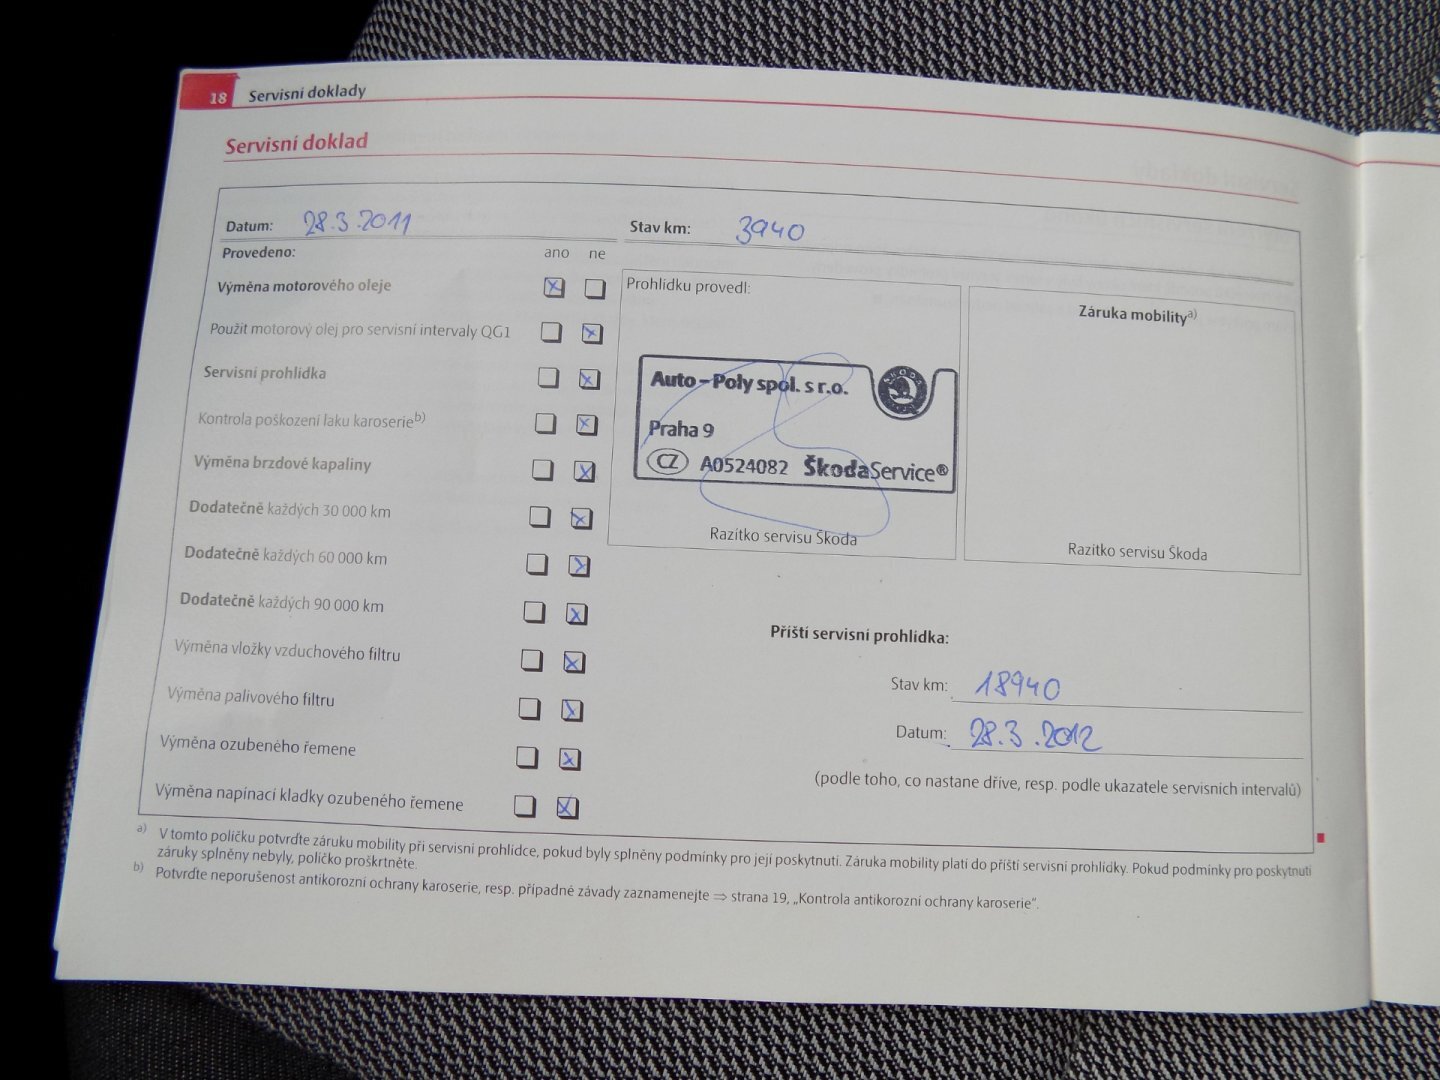 18 Servisní doklady
Servisní doklad
Datum: 28.3.2011 Stav km: 3940
Provedeno: ano ne
Výměna motorového oleje
Použit motorový olej pro servisní intervaly QG1
Servisní prohlídka
Kontrola poškození laku karoserie b)
Výměna brzdové kapaliny
Dodatečně každých 30 000 km
Dodatečně každých 60 000 km
Dodatečně každých 90 000 km
Výměna vložky vzduchového filtru
Výměna palivového filtru
Výměna ozubeného řemene
Výměna napínací kladky ozubeného řemene
Prohlídku provedl:
Auto-Poly spol. s r.o.
ŠKODA
Praha 9
CZ A0524082 ŠkodaService®
Razítko servisu Škoda
Záruka mobility a)
Razítko servisu Škoda
Příští servisní prohlídka:
Stav km: 18940
Datum: 28.3.2012
(podle toho, co nastane dříve, resp. podle ukazatele servisních intervalů)
a) V tomto políčku potvrďte záruku mobility při servisní prohlídce, pokud byly splněny podmínky pro její poskytnutí. Záruka mobility platí do příští servisní prohlídky. Pokud podmínky pro poskytnutí
záruky splněny nebyly, políčko proškrtněte.
b) Potvrďte neporušenost antikorozní ochrany karoserie, resp. případné závady zaznamenejte ⇒ strana 19, „Kontrola antikorozní ochrany karoserie“.